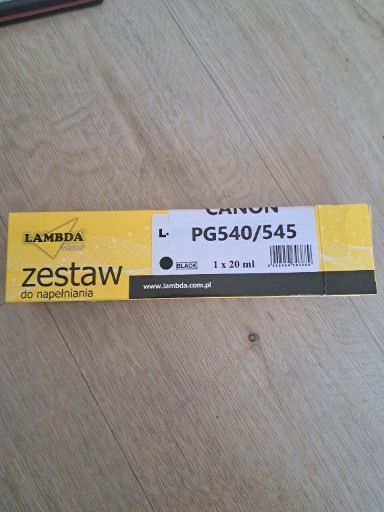 LAMBDA
zestaw
do napełniania
CANON
L-
PG540/545
BLACK 1 x 20 ml
www.lambda.com.pl